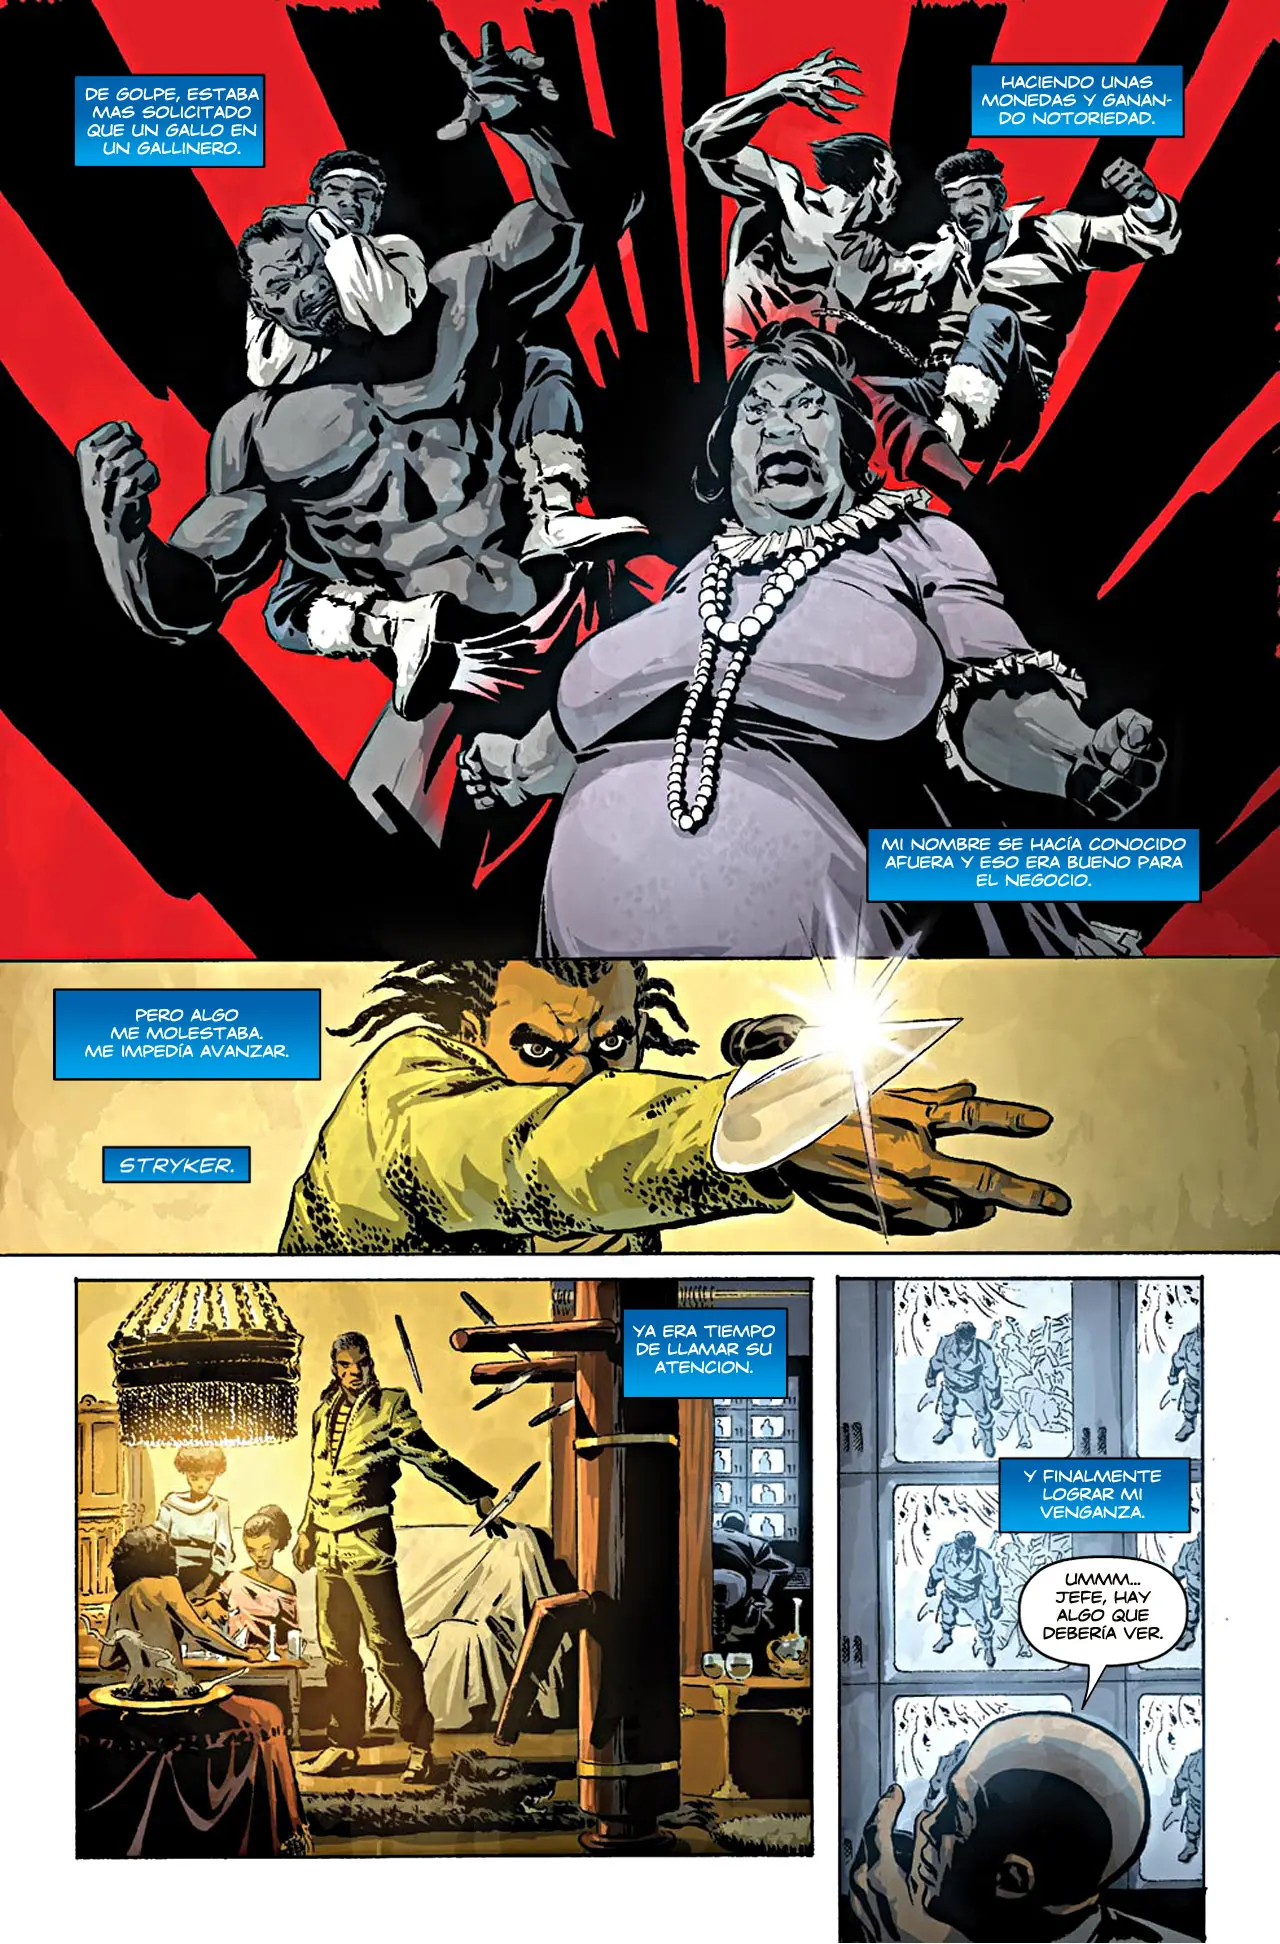 DE GOLPE, ESTABA
MAS SOLICITADO
QUE UN GALLO EN
UN GALLINERO.
HACIENDO UNAS
MONEDAS Y GANAN-
DO NOTORIEDAD.
MI NOMBRE SE HACÍA CONOCIDO
AFUERA Y ESO ERA BUENO PARA
EL NEGOCIO.
PERO ALGO
ME MOLESTABA.
ME IMPEDÍA AVANZAR.
STRYKER.
YA ERA TIEMPO
DE LLAMAR SU
ATENCION.
Y FINALMENTE
LOGRAR MI
VENGANZA.
UMMM...
JEFE, HAY
ALGO QUE
DEBERÍA VER.